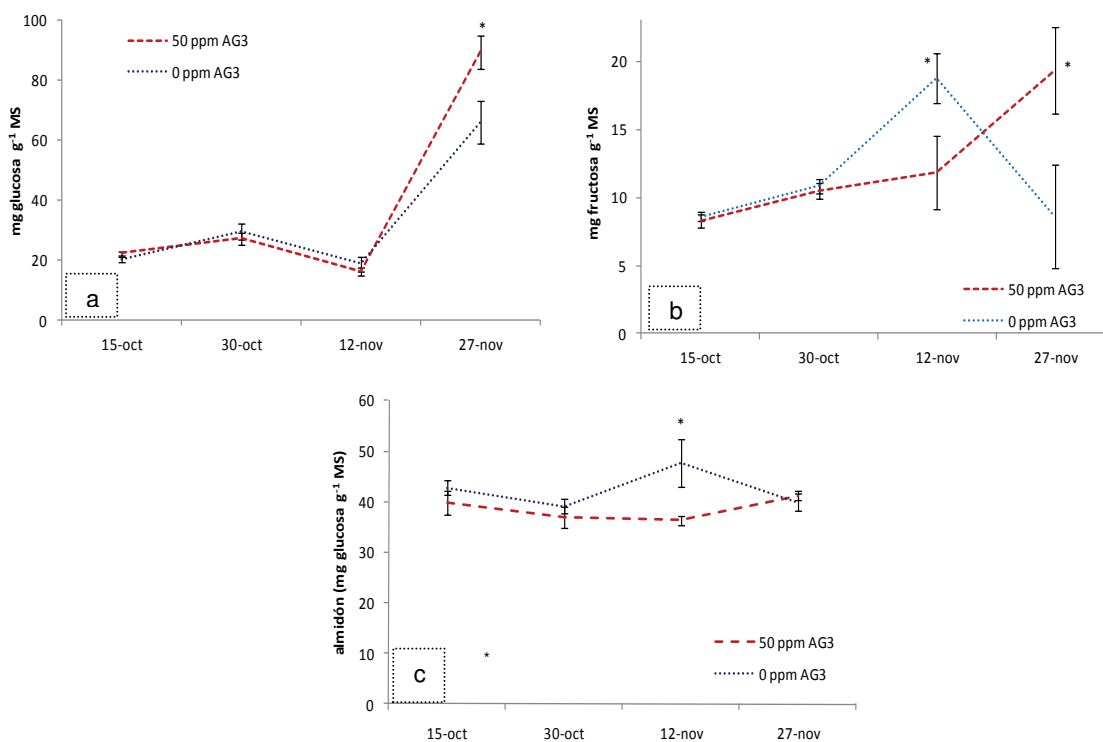 100
80
60
40
20
0
mg glucosa g⁻¹ MS
50 ppm AG3
0 ppm AG3
*
a
15-oct 30-oct 12-nov 27-nov
20
15
10
5
0
mg fructosa g⁻¹ MS
*
*
50 ppm AG3
0 ppm AG3
b
15-oct 30-oct 12-nov 27-nov
60
50
40
30
20
10
0
almidón (mg glucosa g⁻¹ MS)
*
50 ppm AG3
0 ppm AG3
*
c
15-oct 30-oct 12-nov 27-nov